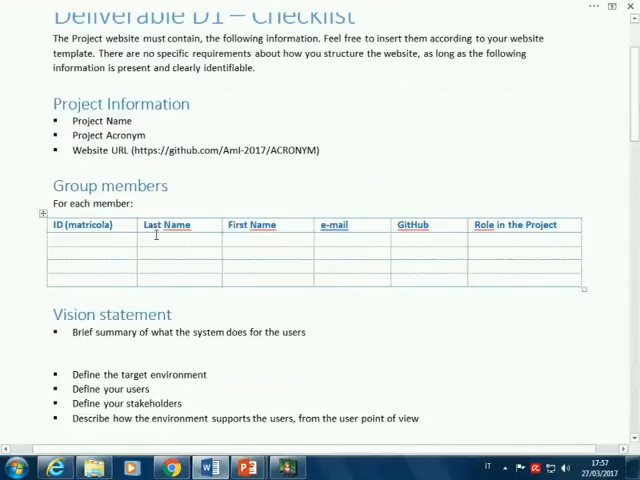 Deliverable D1 – Checklist
The Project website must contain, the following information. Feel free to insert them according to your website
template. There are no specific requirements about how you structure the website, as long as the following
information is present and clearly identifiable.
Project Information
▪ Project Name
▪ Project Acronym
▪ Website URL (https://github.com/AmI-2017/ACRONYM)
Group members
For each member:
ID (matricola) Last Name First Name e-mail GitHub Role in the Project
Vision statement
▪ Brief summary of what the system does for the users
▪ Define the target environment
▪ Define your users
▪ Define your stakeholders
▪ Describe how the environment supports the users, from the user point of view
IT 17:57
27/03/2017